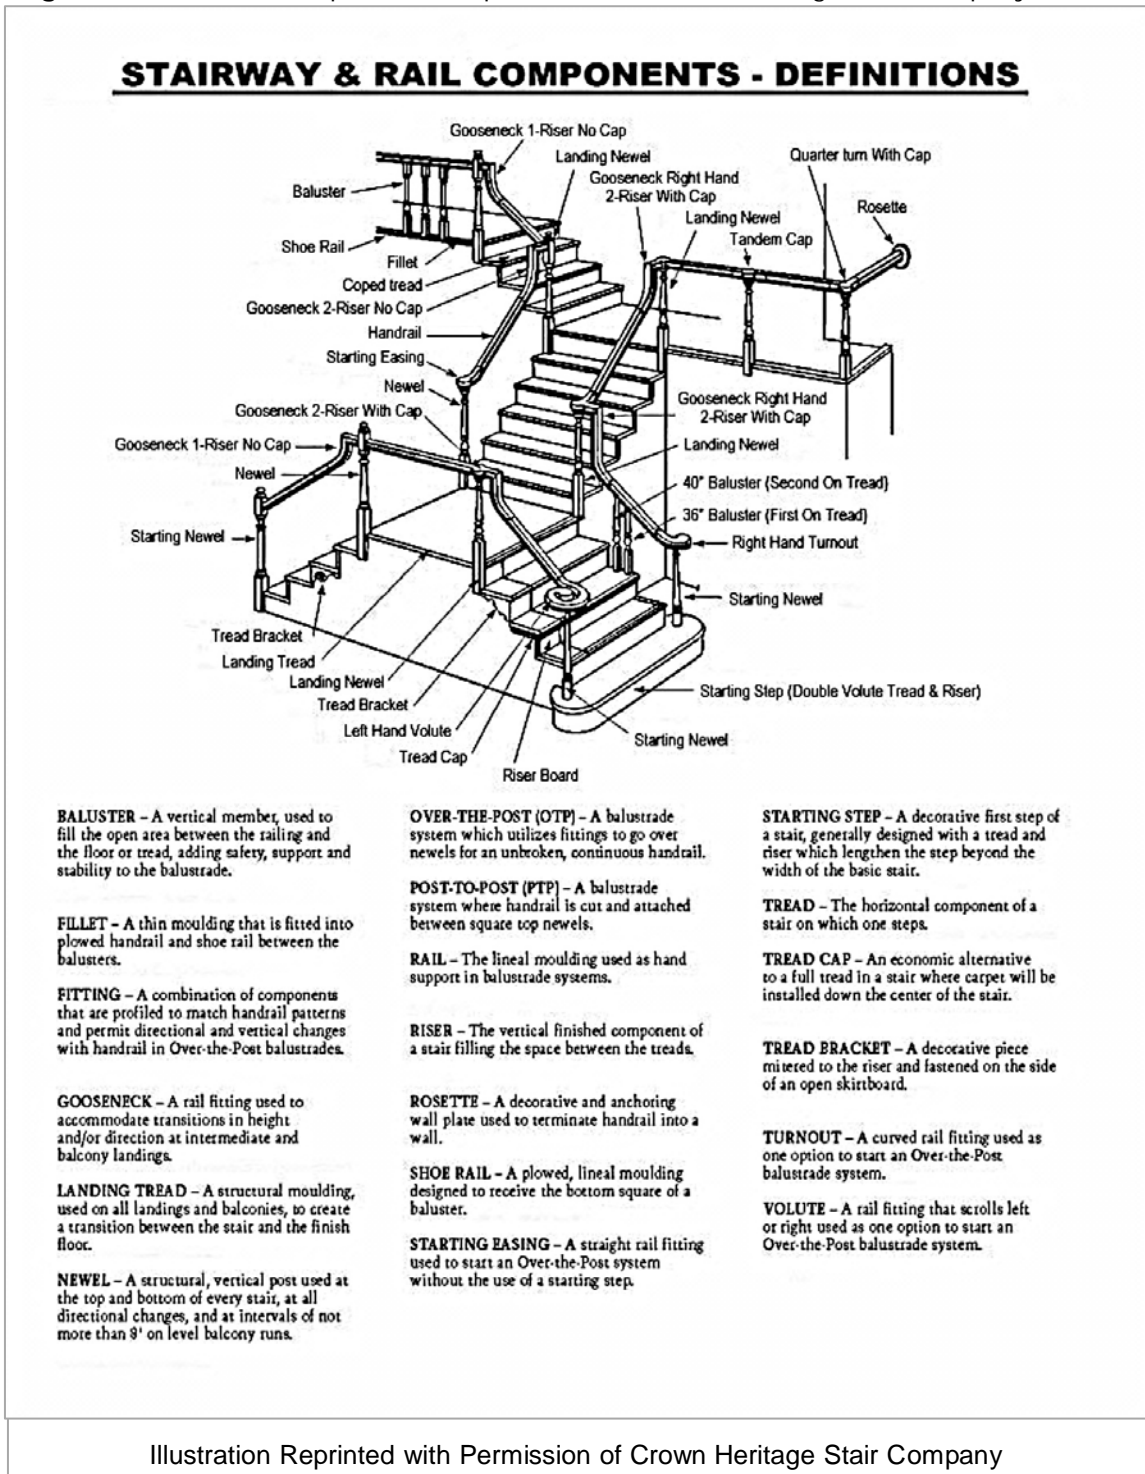 STAIRWAY & RAIL COMPONENTS - DEFINITIONS
Gooseneck 1-Riser No Cap
Landing Newel
Quarter turn With Cap
Gooseneck Right Hand
2-Riser With Cap
Baluster
Landing Newel
Rosette
Tandem Cap
Shoe Rail
Fillet
Coped tread
Gooseneck 2-Riser No Cap
Handrail
Starting Easing
Newel
Gooseneck Right Hand
2-Riser With Cap
Gooseneck 2-Riser With Cap
Gooseneck 1-Riser No Cap
Landing Newel
Newel
40" Baluster (Second On Tread)
36" Baluster (First On Tread)
Starting Newel
Right Hand Turnout
Starting Newel
Tread Bracket
Landing Tread
Landing Newel
Tread Bracket
Starting Step (Double Volute Tread & Riser)
Left Hand Volute
Starting Newel
Tread Cap
Riser Board
BALUSTER – A vertical member, used to
fill the open area between the railing and
the floor or tread, adding safety, support and
stability to the balustrade.
FILLET – A thin moulding that is fitted into
plowed handrail and shoe rail between the
balusters.
FITTING – A combination of components
that are profiled to match handrail patterns
and permit directional and vertical changes
with handrail in Over-the-Post balustrades.
GOOSENECK – A rail fitting used to
accommodate transitions in height
and/or direction at intermediate and
balcony landings.
LANDING TREAD – A structural moulding,
used on all landings and balconies, to create
a transition between the stair and the finish
floor.
NEWEL – A structural, vertical post used at
the top and bottom of every stair, at all
directional changes, and at intervals of not
more than 8' on level balcony runs.
OVER-THE-POST (OTP) – A balustrade
system which utilizes fittings to go over
newels for an unbroken, continuous handrail.
POST-TO-POST (PTP) – A balustrade
system where handrail is cut and attached
between square top newels.
RAIL – The lineal moulding used as hand
support in balustrade systems.
RISER – The vertical finished component of
a stair filling the space between the treads.
ROSETTE – A decorative and anchoring
wall plate used to terminate handrail into a
wall.
SHOE RAIL – A plowed, lineal moulding
designed to receive the bottom square of a
baluster.
STARTING EASING – A straight rail fitting
used to start an Over-the-Post system
without the use of a starting step.
STARTING STEP – A decorative first step of
a stair, generally designed with a tread and
riser which lengthen the step beyond the
width of the basic stair.
TREAD – The horizontal component of a
stair on which one steps.
TREAD CAP – An economic alternative
to a full tread in a stair where carpet will be
installed down the center of the stair.
TREAD BRACKET – A decorative piece
mitered to the riser and fastened on the side
of an open skirtboard.
TURNOUT – A curved rail fitting used as
one option to start an Over-the-Post
balustrade system.
VOLUTE – A rail fitting that scrolls left
or right used as one option to start an
Over-the-Post balustrade system.
Illustration Reprinted with Permission of Crown Heritage Stair Company